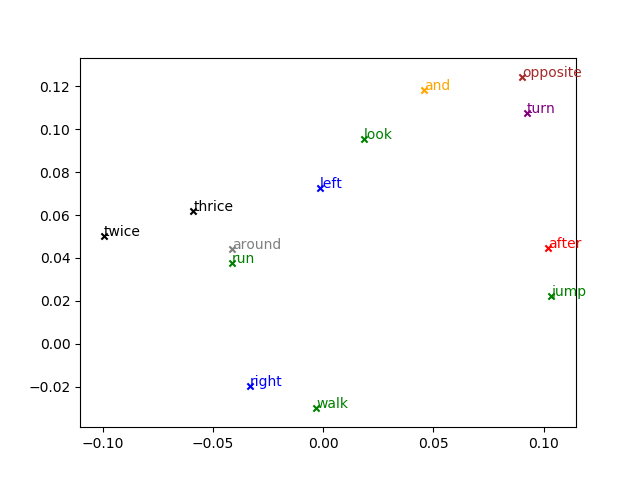 opposite
and
turn
look
left
thrice
twice
around
after
run
jump
right
walk
0.12
0.10
0.08
0.06
0.04
0.02
0.00
−0.02
−0.10 −0.05 0.00 0.05 0.10